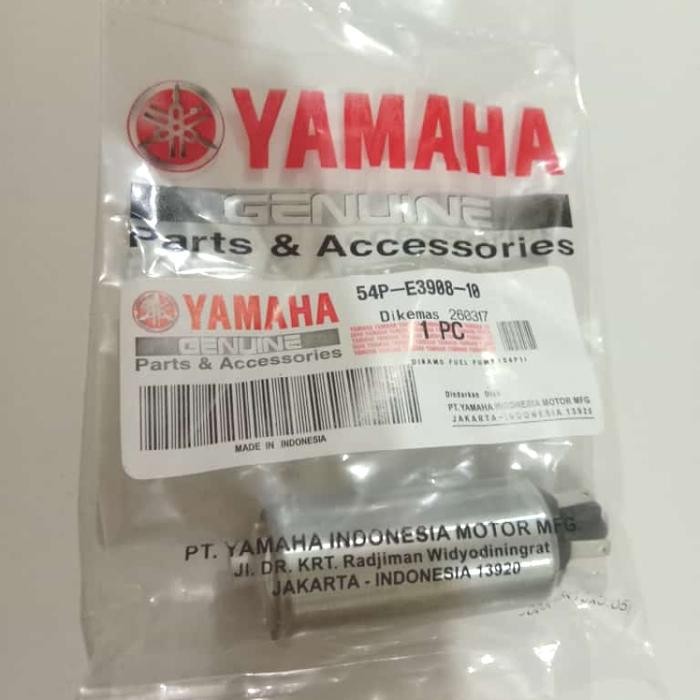 YAMAHA
GENUINE
Parts & Accessories
YAMAHA
GENUINE
Parts & Accessories
54P-E3908-10
Dikemas 260317
1 PC
DINAMO FUEL PUMP (54P1)
Diedarkan Oleh
PT.YAMAHA INDONESIA MOTOR MFG
JAKARTA-INDONESIA 13920
MADE IN INDONESIA
PT. YAMAHA INDONESIA MOTOR MFG.
Jl. DR. KRT. Radjiman Widyodiningrat
JAKARTA - INDONESIA 13920